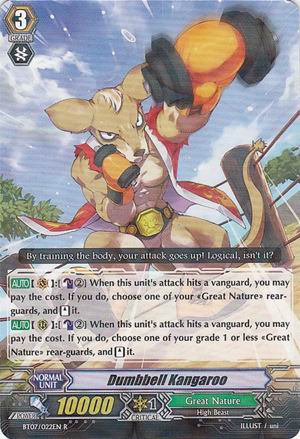 3
GRADE
By training the body, your attack goes up! Logical, isn't it?
AUTO [ ]:[ ②] When this unit's attack hits a vanguard, you may
pay the cost. If you do, choose one of your «Great Nature» rear-
guards, and [ ] it.
AUTO [ ]:[ ②] When this unit's attack hits a vanguard, you may
pay the cost. If you do, choose one of your grade 1 or less «Great
Nature» rear-guards, and [ ] it.
NORMAL
UNIT
Dumbbell Kangaroo
POWER
10000
1
CRITICAL
Great Nature
High Beast
BT07/022EN R
ILLUST / uni